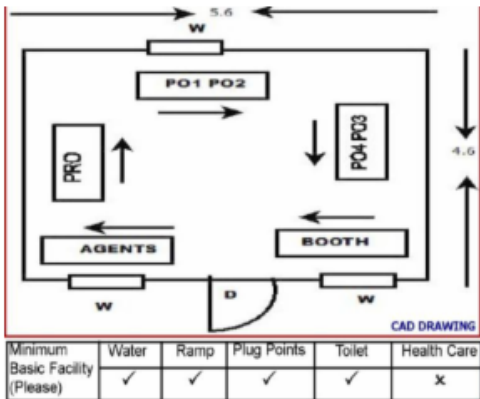 5.6
W
PO1 PO2
PRO
PO4 PO3
4.6
AGENTS
BOOTH
W
D
W
CAD DRAWING
Minimum Basic Facility (Please)
Water
Ramp
Plug Points
Toilet
Health Care
✓
✓
✓
✓
x